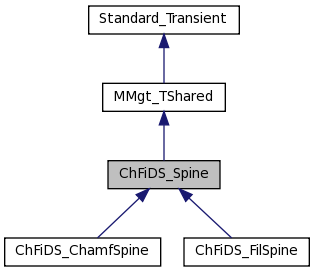 Standard_Transient
MMgt_TShared
ChFiDS_Spine
ChFiDS_ChamfSpine
ChFiDS_FilSpine